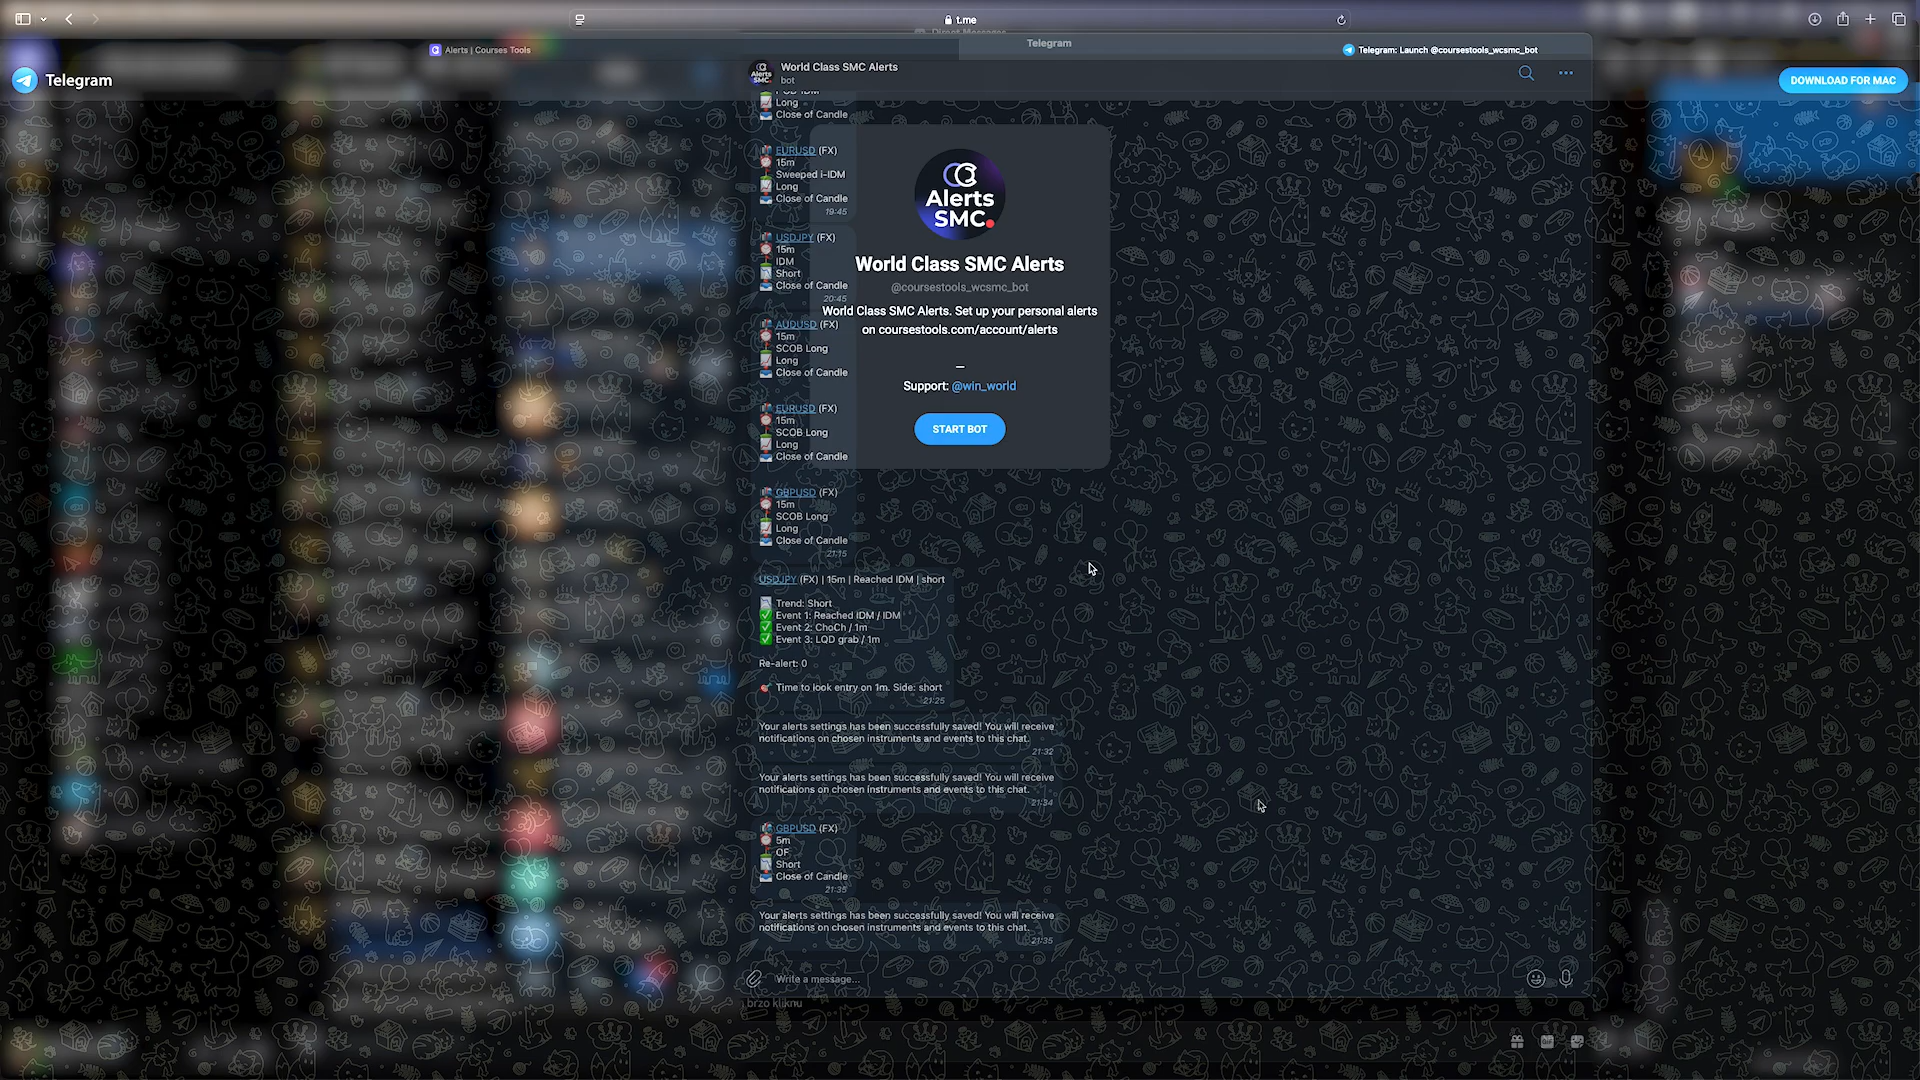 t.me
Direct Messages
Alerts | Courses Tools
Telegram
Telegram: Launch @coursestools_wcsmc_bot
Telegram
DOWNLOAD FOR MAC
World Class SMC Alerts
bot
Long
Close of Candle
EURUSD (FX)
15m
Sweeped i-IDM
Long
Close of Candle
19:45
USDJPY (FX)
15m
IDM
Short
Close of Candle
20:45
AUDUSD (FX)
15m
SCOB Long
Long
Close of Candle
EURUSD (FX)
15m
SCOB Long
Long
Close of Candle
GBPUSD (FX)
15m
SCOB Long
Long
Close of Candle
21:15
USDJPY (FX) | 15m | Reached IDM | short
Trend: Short
Event 1: Reached IDM / IDM
Event 2: ChoCh / 1m
Event 3: LQD grab / 1m
Re-alert: 0
Time to look entry on 1m. Side: short
21:25
Your alerts settings has been successfully saved! You will receive
notifications on chosen instruments and events to this chat.
21:32
Your alerts settings has been successfully saved! You will receive
notifications on chosen instruments and events to this chat.
21:34
GBPUSD (FX)
5m
OF
Short
Close of Candle
21:35
Your alerts settings has been successfully saved! You will receive
notifications on chosen instruments and events to this chat.
21:35
Write a message...
brzo kliknu
Alerts
SMC
World Class SMC Alerts
@coursestools_wcsmc_bot
World Class SMC Alerts. Set up your personal alerts
on coursestools.com/account/alerts
—
Support: @win_world
START BOT